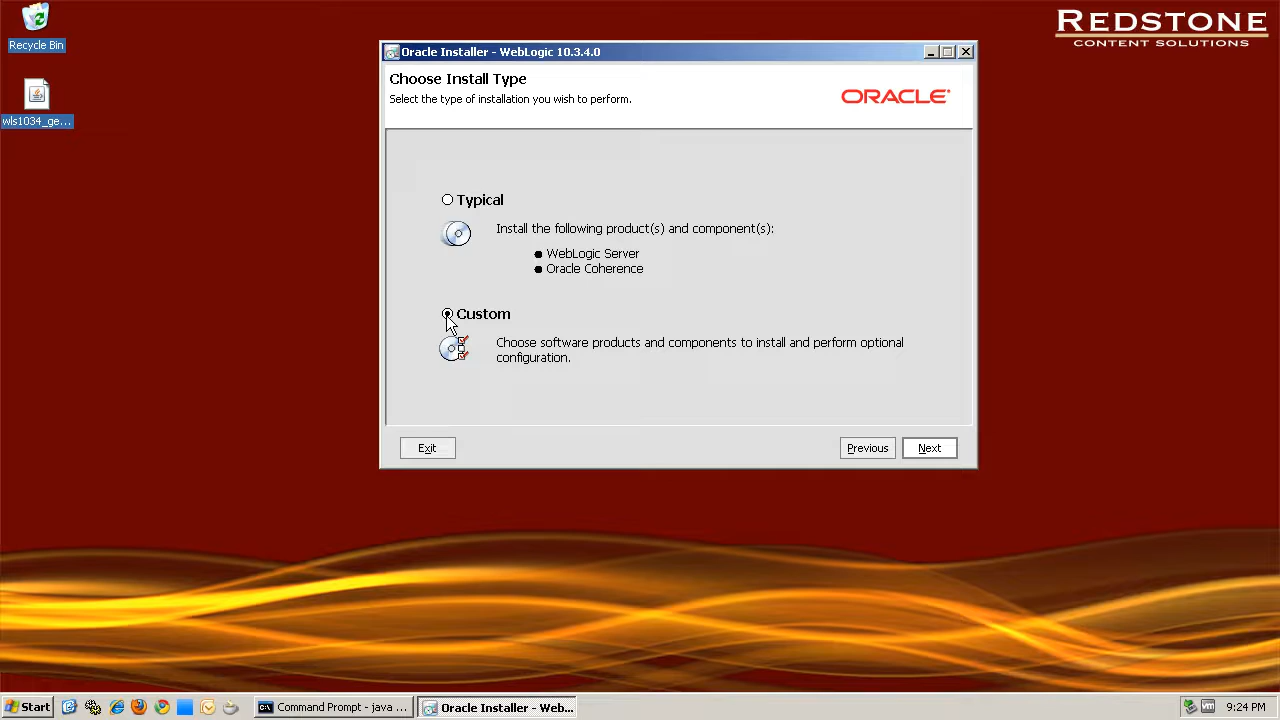 Recycle Bin
wls1034_ge...
REDSTONE
CONTENT SOLUTIONS
Oracle Installer - WebLogic 10.3.4.0
Choose Install Type
Select the type of installation you wish to perform.
ORACLE®
Typical
Install the following product(s) and component(s):
● WebLogic Server
● Oracle Coherence
Custom
Choose software products and components to install and perform optional
configuration.
Exit
Previous
Next
Start
Command Prompt - java ...
Oracle Installer - Web...
9:24 PM